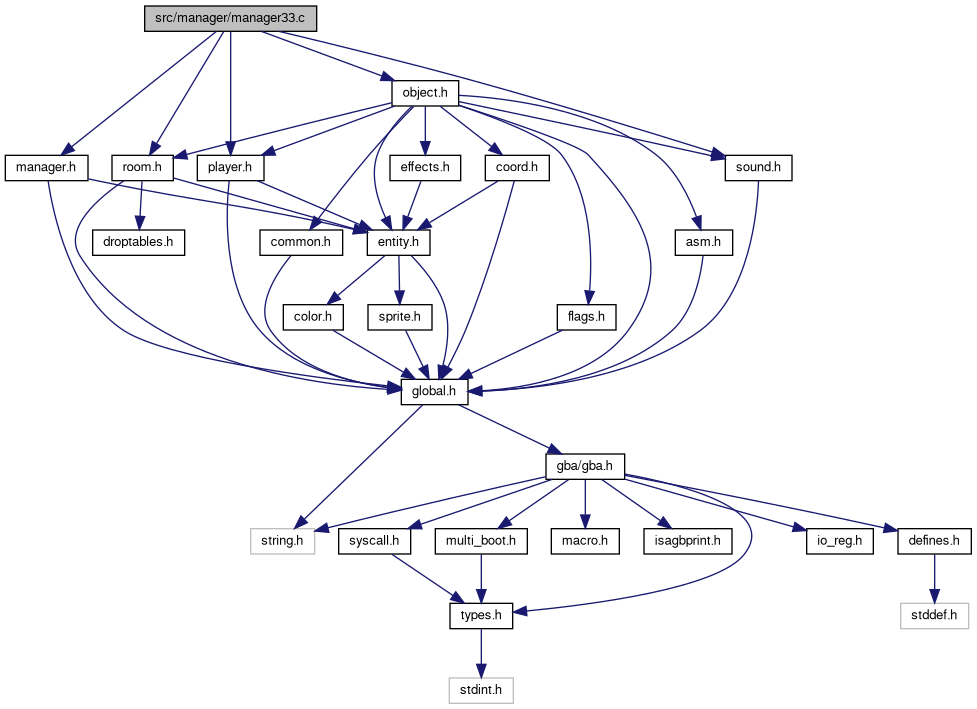 src/manager/manager33.c
object.h
manager.h
room.h
player.h
effects.h
coord.h
sound.h
droptables.h
common.h
entity.h
asm.h
color.h
sprite.h
flags.h
global.h
gba/gba.h
string.h
syscall.h
multi_boot.h
macro.h
isagbprint.h
io_reg.h
defines.h
types.h
stddef.h
stdint.h